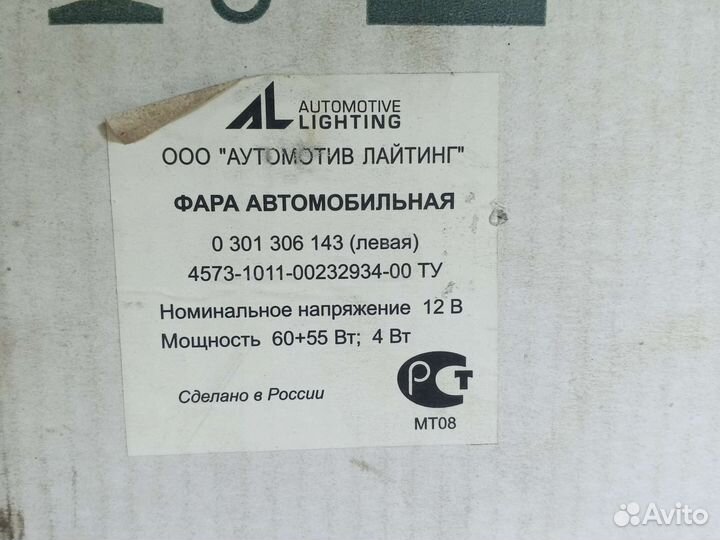 AL AUTOMOTIVE
LIGHTING
ООО "АУТОМОТИВ ЛАЙТИНГ"
ФАРА АВТОМОБИЛЬНАЯ
0 301 306 143 (левая)
4573-1011-00232934-00 ТУ
Номинальное напряжение 12 В
Мощность 60+55 Вт; 4 Вт
Сделано в России
РСТ
МТ08
Avito